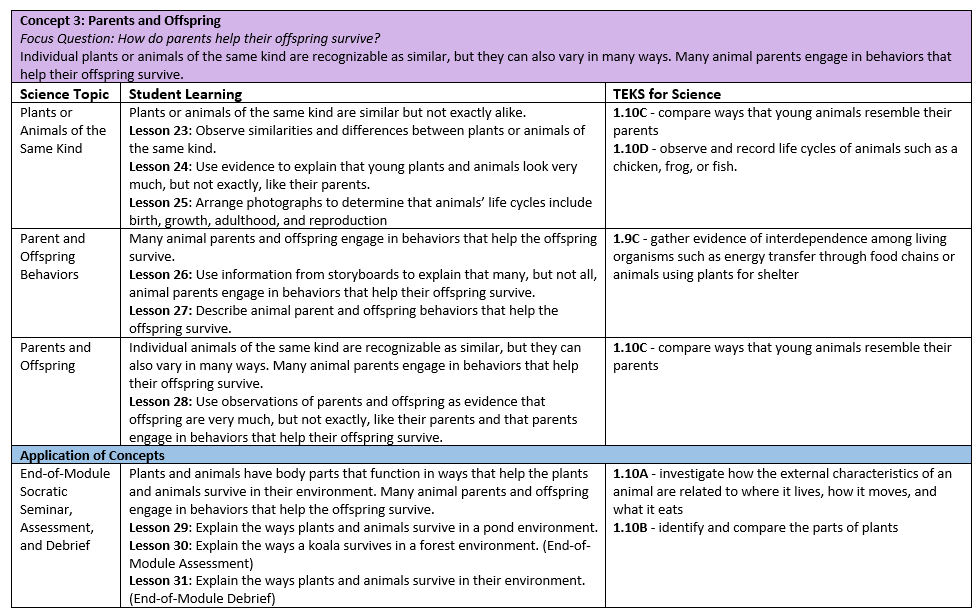 Concept 3: Parents and Offspring
Focus Question: How do parents help their offspring survive?
Individual plants or animals of the same kind are recognizable as similar, but they can also vary in many ways. Many animal parents engage in behaviors that
help their offspring survive.
Science Topic
Student Learning
TEKS for Science
Plants or
Animals of the
Same Kind
Plants or animals of the same kind are similar but not exactly alike.
Lesson 23: Observe similarities and differences between plants or animals of
the same kind.
Lesson 24: Use evidence to explain that young plants and animals look very
much, but not exactly, like their parents.
Lesson 25: Arrange photographs to determine that animals’ life cycles include
birth, growth, adulthood, and reproduction
1.10C - compare ways that young animals resemble their
parents
1.10D - observe and record life cycles of animals such as a
chicken, frog, or fish.
Parent and
Offspring
Behaviors
Many animal parents and offspring engage in behaviors that help the offspring
survive.
Lesson 26: Use information from storyboards to explain that many, but not all,
animal parents engage in behaviors that help their offspring survive.
Lesson 27: Describe animal parent and offspring behaviors that help the
offspring survive.
1.9C - gather evidence of interdependence among living
organisms such as energy transfer through food chains or
animals using plants for shelter
Parents and
Offspring
Individual animals of the same kind are recognizable as similar, but they can
also vary in many ways. Many animal parents engage in behaviors that help
their offspring survive.
Lesson 28: Use observations of parents and offspring as evidence that
offspring are very much, but not exactly, like their parents and that parents
engage in behaviors that help their offspring survive.
1.10C - compare ways that young animals resemble their
parents
Application of Concepts
End-of-Module
Socratic
Seminar,
Assessment,
and Debrief
Plants and animals have body parts that function in ways that help the plants
and animals survive in their environment. Many animal parents and offspring
engage in behaviors that help the offspring survive.
Lesson 29: Explain the ways plants and animals survive in a pond environment.
Lesson 30: Explain the ways a koala survives in a forest environment. (End-of-
Module Assessment)
Lesson 31: Explain the ways plants and animals survive in their environment.
(End-of-Module Debrief)
1.10A - investigate how the external characteristics of an
animal are related to where it lives, how it moves, and
what it eats
1.10B - identify and compare the parts of plants